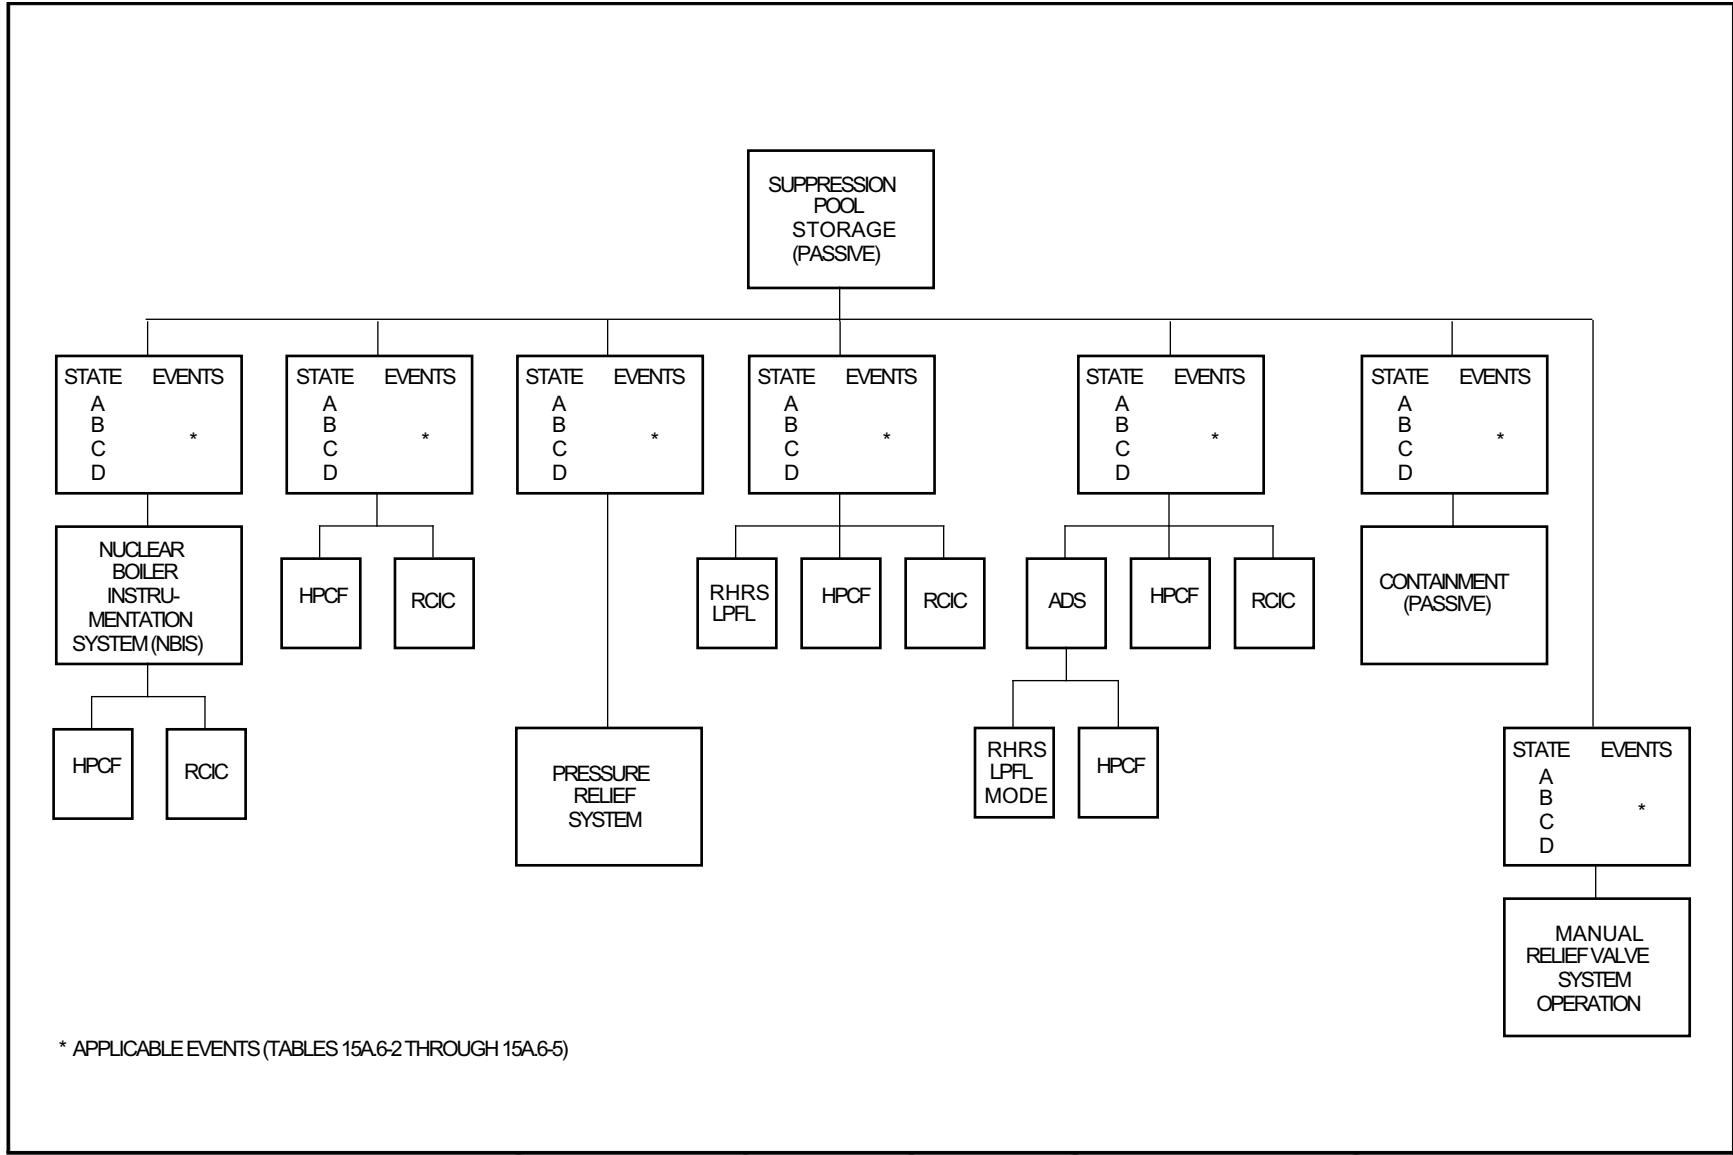 SUPPRESSION
POOL
STORAGE
(PASSIVE)
STATE EVENTS
A
B
C
D
*
STATE EVENTS
A
B
C
D
*
STATE EVENTS
A
B
C
D
*
STATE EVENTS
A
B
C
D
*
STATE EVENTS
A
B
C
D
*
STATE EVENTS
A
B
C
D
*
NUCLEAR
BOILER
INSTRU-
MENTATION
SYSTEM (NBIS)
HPCF
RCIC
RHRS
LPFL
HPCF
RCIC
ADS
HPCF
RCIC
CONTAINMENT
(PASSIVE)
HPCF
RCIC
PRESSURE
RELIEF
SYSTEM
RHRS
LPFL
MODE
HPCF
STATE EVENTS
A
B
C
D
*
MANUAL
RELIEF VALVE
SYSTEM
OPERATION
* APPLICABLE EVENTS (TABLES 15A.6-2 THROUGH 15A.6-5)